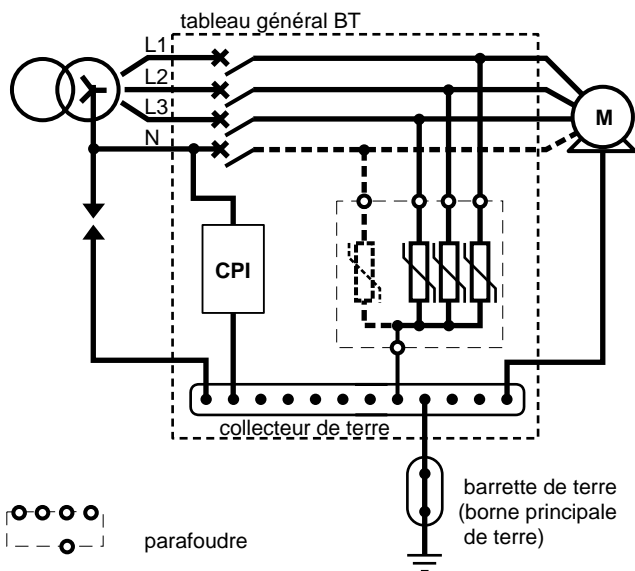 tableau général BT
L1
L2
L3
N
M
CPI
collecteur de terre
barrette de terre
(borne principale
de terre)
parafoudre